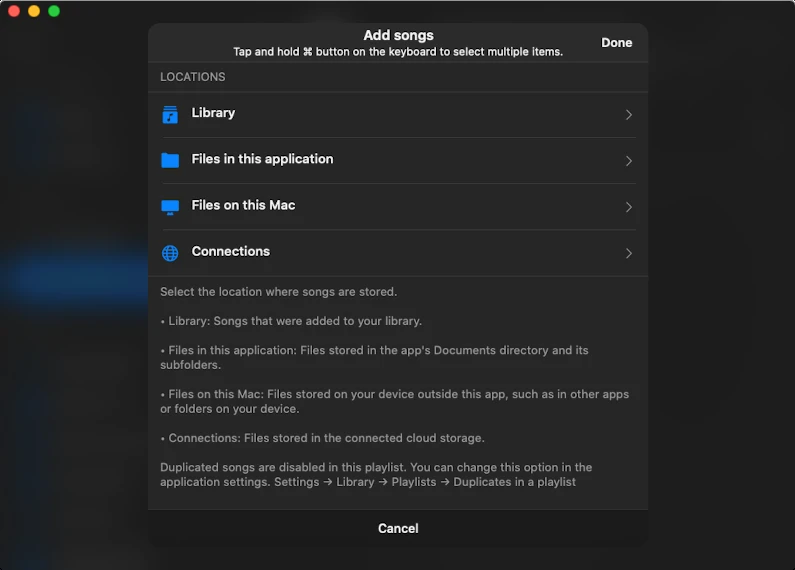 Add songs
Tap and hold ⌘ button on the keyboard to select multiple items.
Done
LOCATIONS
Library
Files in this application
Files on this Mac
Connections
Select the location where songs are stored.
• Library: Songs that were added to your library.
• Files in this application: Files stored in the app's Documents directory and its
subfolders.
• Files on this Mac: Files stored on your device outside this app, such as in other apps
or folders on your device.
• Connections: Files stored in the connected cloud storage.
Duplicated songs are disabled in this playlist. You can change this option in the
application settings. Settings → Library → Playlists → Duplicates in a playlist
Cancel